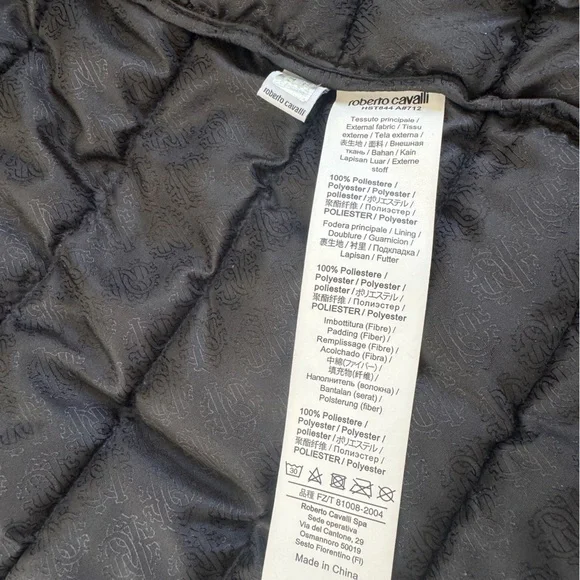 roberto cavalli
roberto cavalli
HST644 A#712
Tessuto principale /
External fabric / Tissu
externe / Tela externa /
表生地 / 面料 / Внешная
ткань / Bahan / Kain
Lapisan Luar / Externe
stoff
100% Poliestere /
Polyester / Polyester /
poliester /ポリエステル/
聚酯纤维 / Полиэстер /
POLIESTER / Polyester
Fodera principale / Lining /
Doublure / Guarnicion /
裏生地 / 衬里 / Подкладка /
Lapisan / Futter
100% Poliestere /
Polyester / Polyester /
poliester /ポリエステル /
聚酯纤维 / Полиэстер /
POLIESTER / Polyester
Imbottitura (Fibre) /
Padding (Fiber) /
Remplissage (Fibre) /
Acolchado (Fibra) /
中綿(ファイバー) /
填充物(纤维) /
Наполнитель (волокна) /
Bantalan (serat) /
Polsterung (fiber)
100% Poliestere /
Polyester / Polyester /
poliester /ポリエステル
聚酯纤维 / Полиэстер /
POLIESTER / Polyester
30
品種 FZ/T 81008-2004
Roberto Cavalli Spa
Sede operativa
Via del Cantone, 29
Osmannoro 50019
Sesto Fiorentino (FI)
Made in China